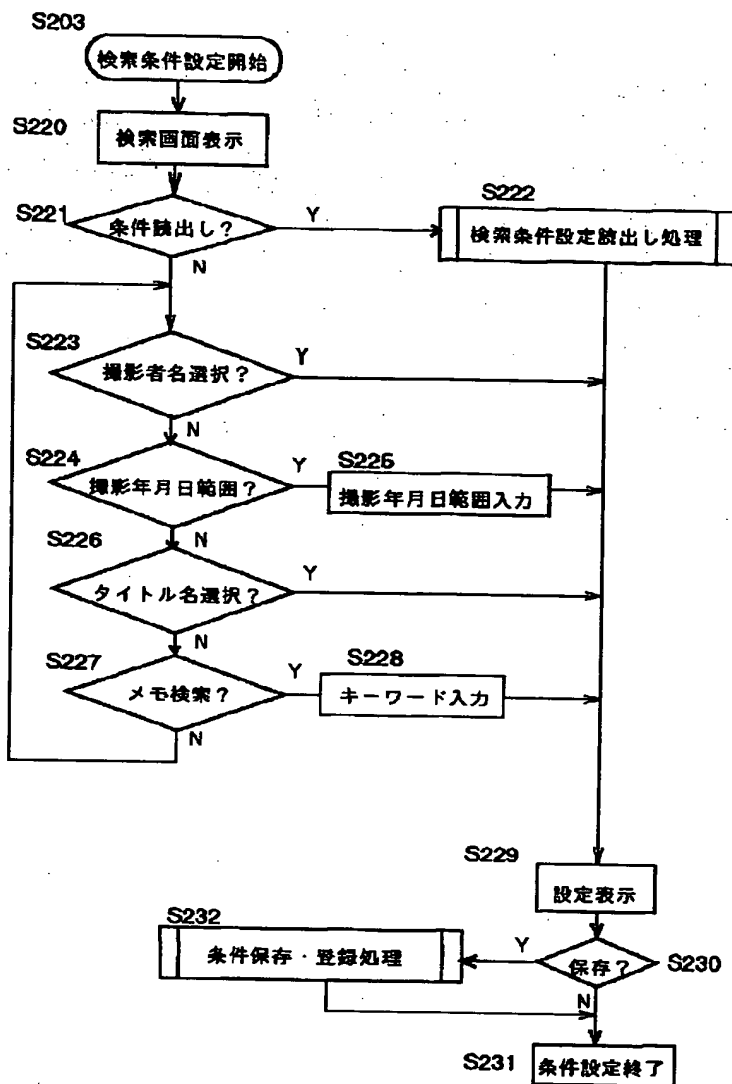 S203
検索条件設定開始
S220
検索画面表示
S221
条件読出し?
Y
N
S222
検索条件設定読出し処理
S223
撮影者名選択?
Y
N
S224
撮影年月日範囲?
Y
N
S225
撮影年月日範囲入力
S226
タイトル名選択?
Y
N
S227
メモ検索?
Y
N
S228
キーワード入力
S229
設定表示
S230
保存?
Y
N
S232
条件保存・登録処理
S231
条件設定終了